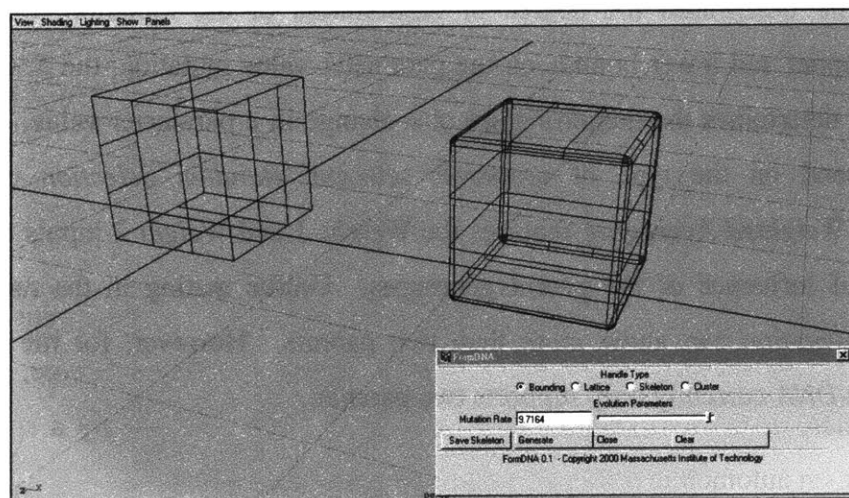 View Shading Lighting Show Panels
FormDNA
Handle Type
Bounding Lattice Skeleton Cluster
Evolution Parameters
Mutation Rate 9.7164
Save Skeleton Generate Close Clear
FormDNA 0.1 - Copyright 2000 Massachusetts Institute of Technology
z x